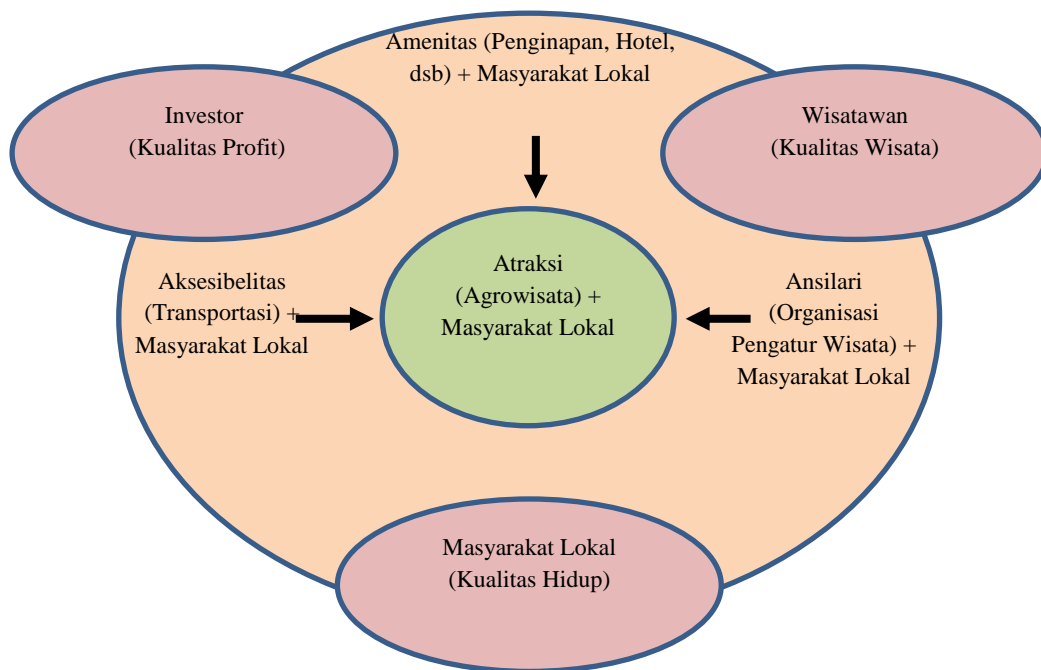 Amenitas (Penginapan, Hotel,
dsb) + Masyarakat Lokal
Investor
(Kualitas Profit)
Wisatawan
(Kualitas Wisata)
Atraksi
(Agrowisata) +
Masyarakat Lokal
Aksesibelitas
(Transportasi) +
Masyarakat Lokal
Ansilari
(Organisasi
Pengatur Wisata) +
Masyarakat Lokal
Masyarakat Lokal
(Kualitas Hidup)